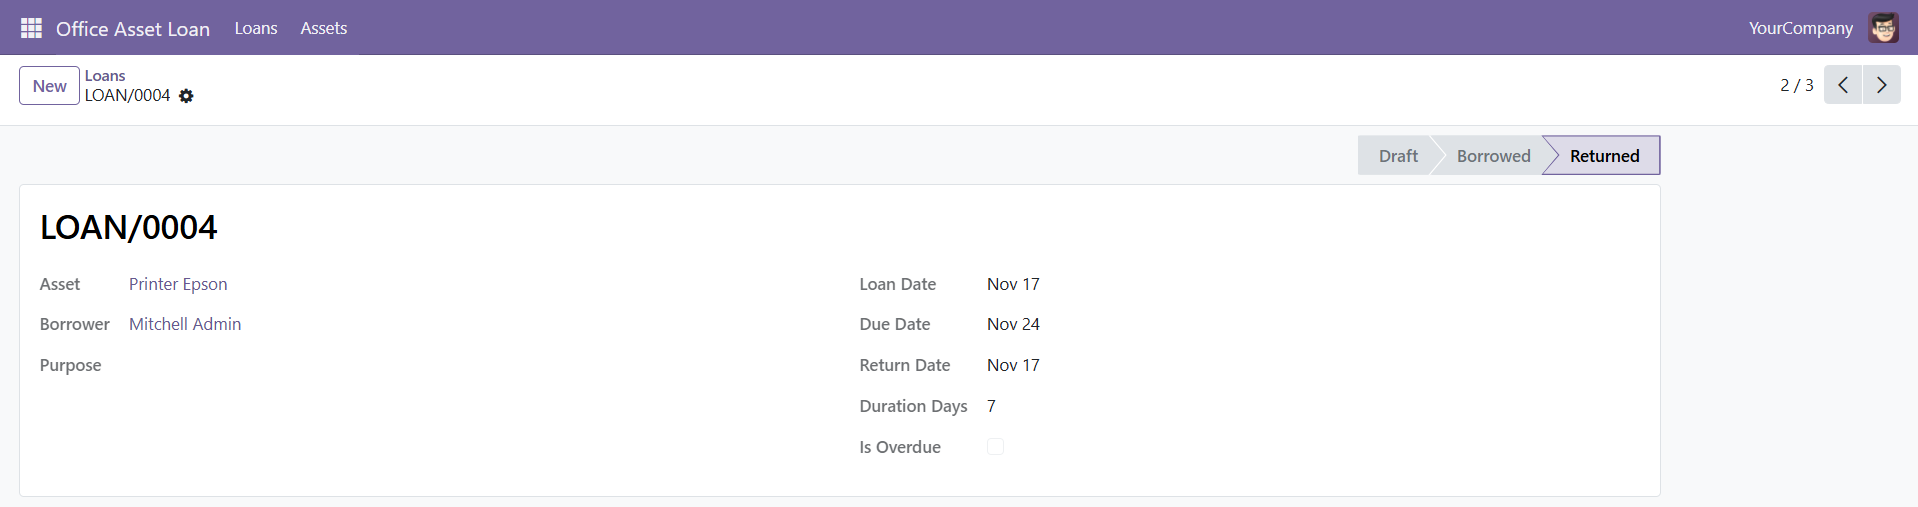 Office Asset Loan Loans Assets YourCompany
New Loans
LOAN/0004
2 / 3
Draft Borrowed Returned
LOAN/0004
Asset Printer Epson
Borrower Mitchell Admin
Purpose
Loan Date Nov 17
Due Date Nov 24
Return Date Nov 17
Duration Days 7
Is Overdue